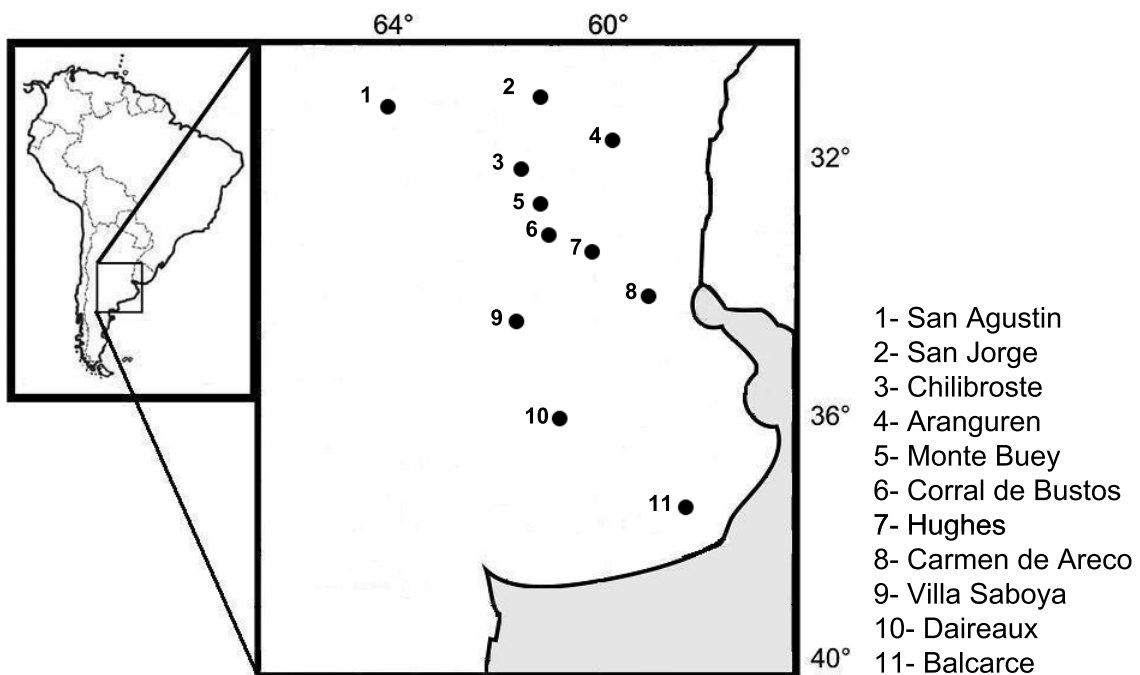 64° 60°
1
2
4
32°
3
5
6
7
8
9
10
36°
11
40°
1- San Agustin
2- San Jorge
3- Chilibroste
4- Aranguren
5- Monte Buey
6- Corral de Bustos
7- Hughes
8- Carmen de Areco
9- Villa Saboya
10- Daireaux
11- Balcarce